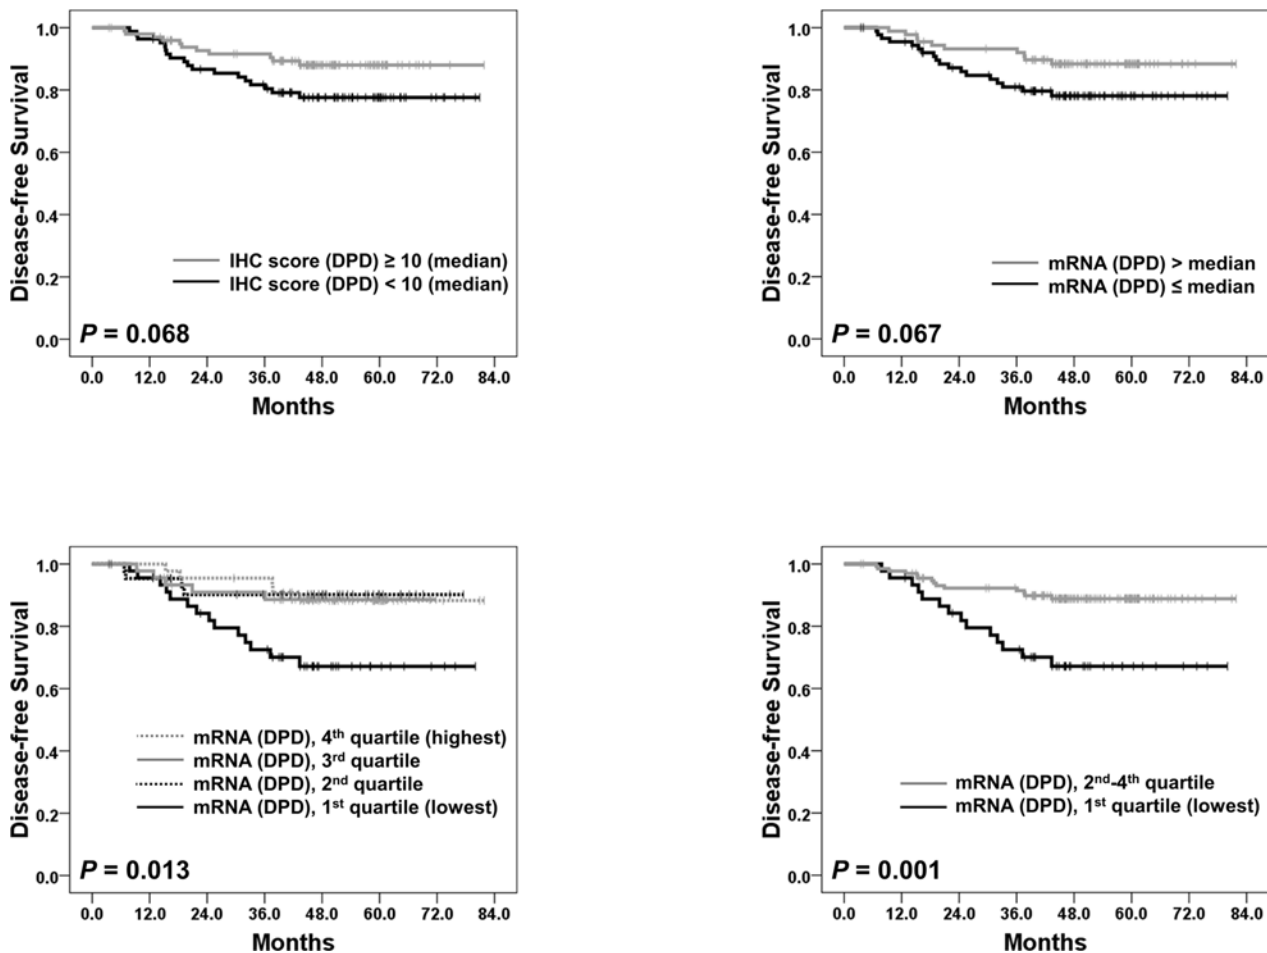 1.0
0.8
0.6
0.4
0.2
0.0
Disease-free Survival
IHC score (DPD) ≥ 10 (median)
IHC score (DPD) < 10 (median)
P = 0.068
0.0 12.0 24.0 36.0 48.0 60.0 72.0 84.0
Months
1.0
0.8
0.6
0.4
0.2
0.0
Disease-free Survival
mRNA (DPD) > median
mRNA (DPD) ≤ median
P = 0.067
0.0 12.0 24.0 36.0 48.0 60.0 72.0 84.0
Months
1.0
0.8
0.6
0.4
0.2
0.0
Disease-free Survival
mRNA (DPD), 4th quartile (highest)
mRNA (DPD), 3rd quartile
mRNA (DPD), 2nd quartile
mRNA (DPD), 1st quartile (lowest)
P = 0.013
0.0 12.0 24.0 36.0 48.0 60.0 72.0 84.0
Months
1.0
0.8
0.6
0.4
0.2
0.0
Disease-free Survival
mRNA (DPD), 2nd-4th quartile
mRNA (DPD), 1st quartile (lowest)
P = 0.001
0.0 12.0 24.0 36.0 48.0 60.0 72.0 84.0
Months